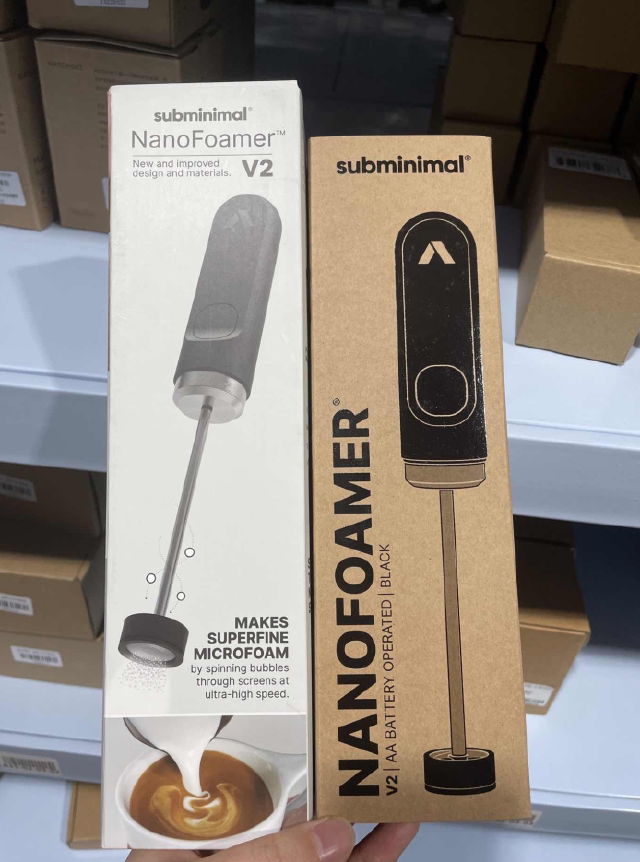 subminimal®
NanoFoamer™
New and improved
design and materials.
V2
MAKES
SUPERFINE
MICROFOAM
by spinning bubbles
through screens at
ultra-high speed.
subminimal®
NANOFOAMER®
V2 | AA BATTERY OPERATED | BLACK